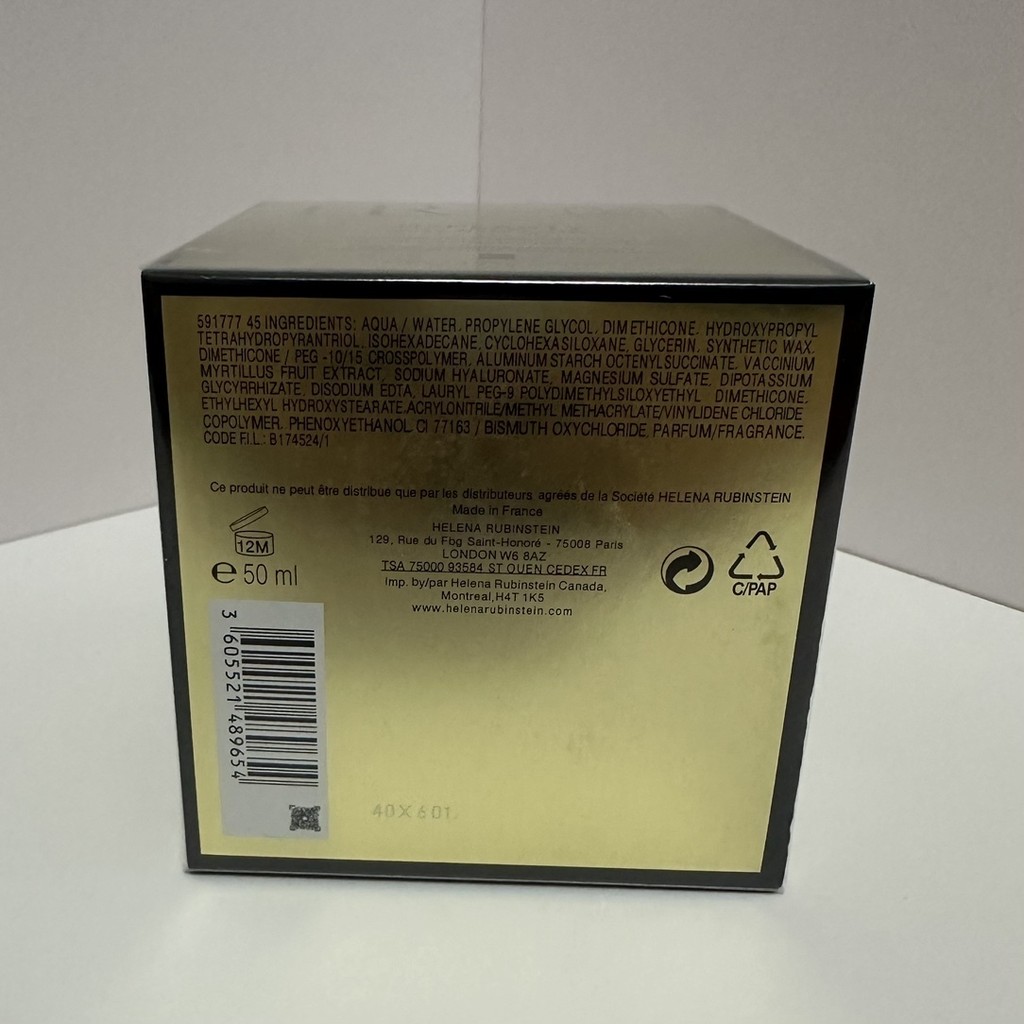 591777 45 INGREDIENTS: AQUA / WATER. PROPYLENE GLYCOL. DIMETHICONE. HYDROXYPROPYL
TETRAHYDROPYRANTRIOL. ISOHEXADECANE, CYCLOHEXASILOXANE, GLYCERIN. SYNTHETIC WAX.
DIMETHICONE / PEG -10/15 CROSSPOLYMER, ALUMINUM STARCH OCTENYLSUCCINATE. VACCINIUM
MYRTILLUS FRUIT EXTRACT, SODIUM HYALURONATE, MAGNESIUM SULFATE, DIPOTASSIUM
GLYCYRRHIZATE, DISODIUM EDTA, LAURYL PEG-9 POLYDIMETHYLSILOXYETHYL DIMETHICONE.
ETHYLHEXYL HYDROXYSTEARATE.ACRYLONITRILE/METHYL METHACRYLATE/VINYLIDENE CHLORIDE
COPOLYMER. PHENOXYETHANOL. CI 77163 / BISMUTH OXYCHLORIDE, PARFUM/FRAGRANCE.
CODE F.I.L.: B174524/1
Ce produit ne peut être distribué que par les distributeurs agréés de la Société HELENA RUBINSTEIN
Made in France
HELENA RUBINSTEIN
129, Rue du Fbg Saint-Honoré - 75008 Paris
LONDON W6 8AZ
TSA 75000 93584 ST OUEN CEDEX FR
Imp. by/par Helena Rubinstein Canada,
Montreal,H4T 1K5
www.helenarubinstein.com
12M
e 50 ml
C/PAP
3 605521 489654
40X601